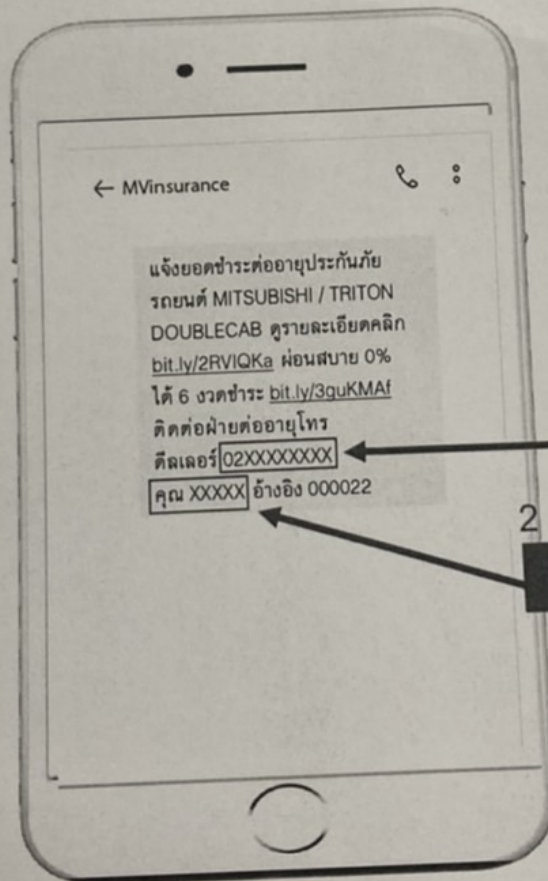 ← MVinsurance
แจ้งยอดชำระต่ออายุประกันภัย
รถยนต์ MITSUBISHI / TRITON
DOUBLECAB ดูรายละเอียดคลิก
bit.ly/2RVIQKa ผ่อนสบาย 0%
ได้ 6 งวดชำระ bit.ly/3guKMAf
ติดต่อฝ่ายต่ออายุโทร
ดีลเลอร์ 02XXXXXXXX
คุณ XXXXX อ้างอิง 000022
2